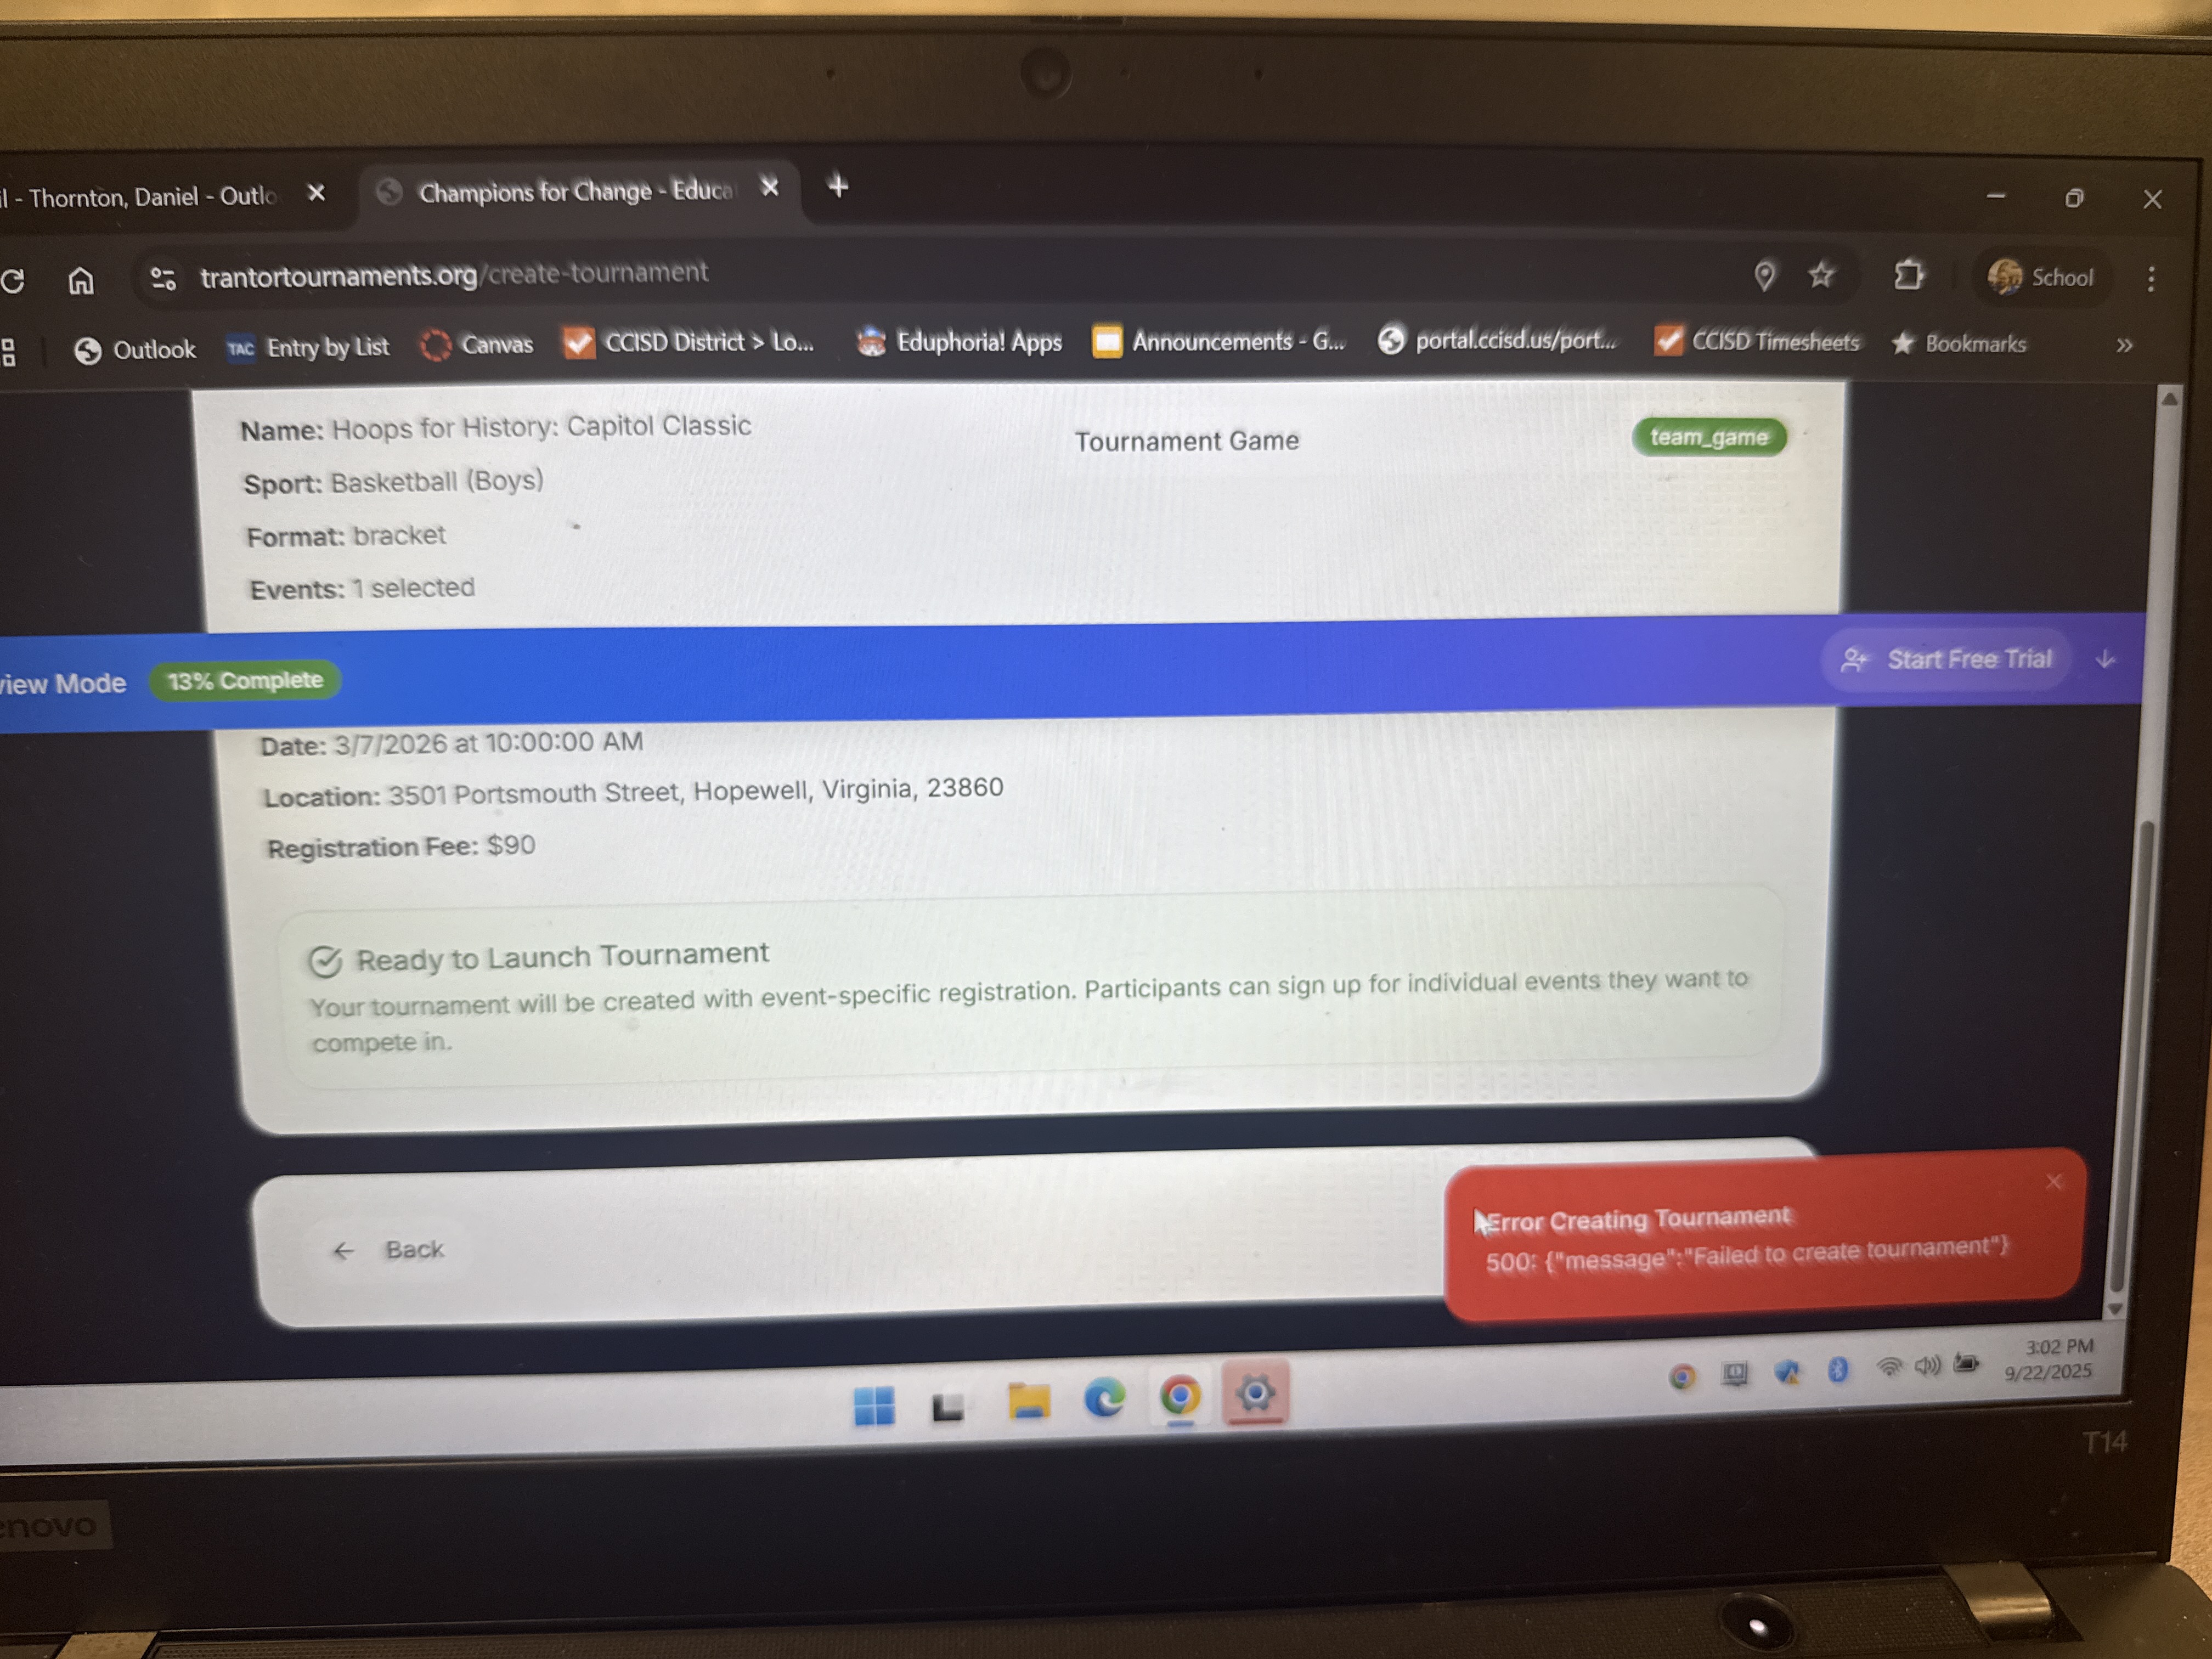 l - Thornton, Daniel - Outlo
Champions for Change - Educa
trantortournaments.org/create-tournament
School
Outlook
TAC Entry by List
Canvas
CCISD District > Lo...
Eduphoria! Apps
Announcements - G...
portal.ccisd.us/port...
CCISD Timesheets
Bookmarks
Name: Hoops for History: Capitol Classic
Tournament Game
team_game
Sport: Basketball (Boys)
Format: bracket
Events: 1 selected
view Mode
13% Complete
Start Free Trial
Date: 3/7/2026 at 10:00:00 AM
Location: 3501 Portsmouth Street, Hopewell, Virginia, 23860
Registration Fee: $90
Ready to Launch Tournament
Your tournament will be created with event-specific registration. Participants can sign up for individual events they want to
compete in.
← Back
Error Creating Tournament
500: {"message":"Failed to create tournament"}
3:02 PM
9/22/2025
T14
enovo